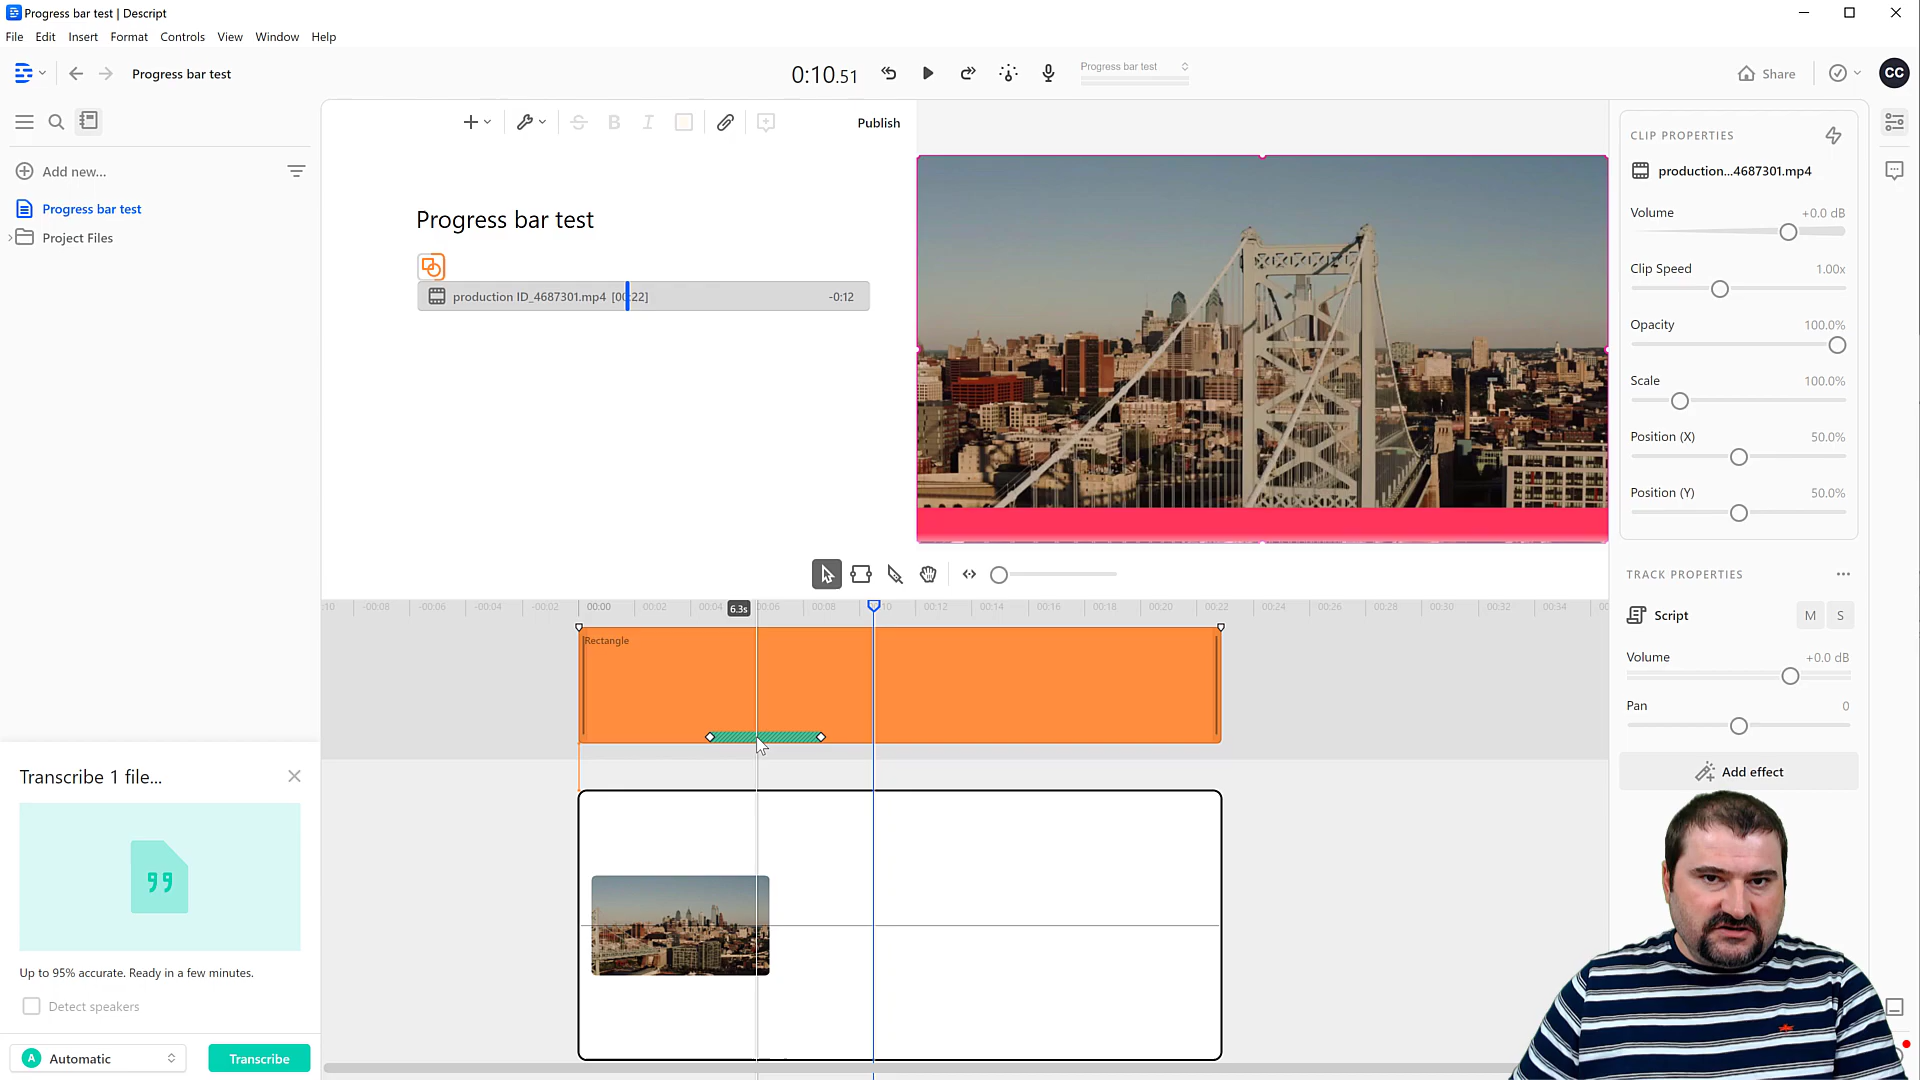 Progress bar test | Descript
File Edit Insert Format Controls View Window Help
Progress bar test
0:10.51
Progress bar test
Share
CC
Publish
Add new...
Progress bar test
Project Files
Progress bar test
production ID_4687301.mp4 [00:22]
-0:12
CLIP PROPERTIES
production...4687301.mp4
Volume +0.0 dB
Clip Speed 1.00x
Opacity 100.0%
Scale 100.0%
Position (X) 50.0%
Position (Y) 50.0%
TRACK PROPERTIES
Script M S
Volume +0.0 dB
Pan 0
Add effect
:10 -00:08 -00:06 -00:04 -00:02 00:00 00:02 00:04 6.3s 00:06 00:08 :10 00:12 00:14 00:16 00:18 00:20 00:22 00:24 00:26 00:28 00:30 00:32 00:34
Rectangle
Transcribe 1 file...
Up to 95% accurate. Ready in a few minutes.
Detect speakers
A Automatic
Transcribe